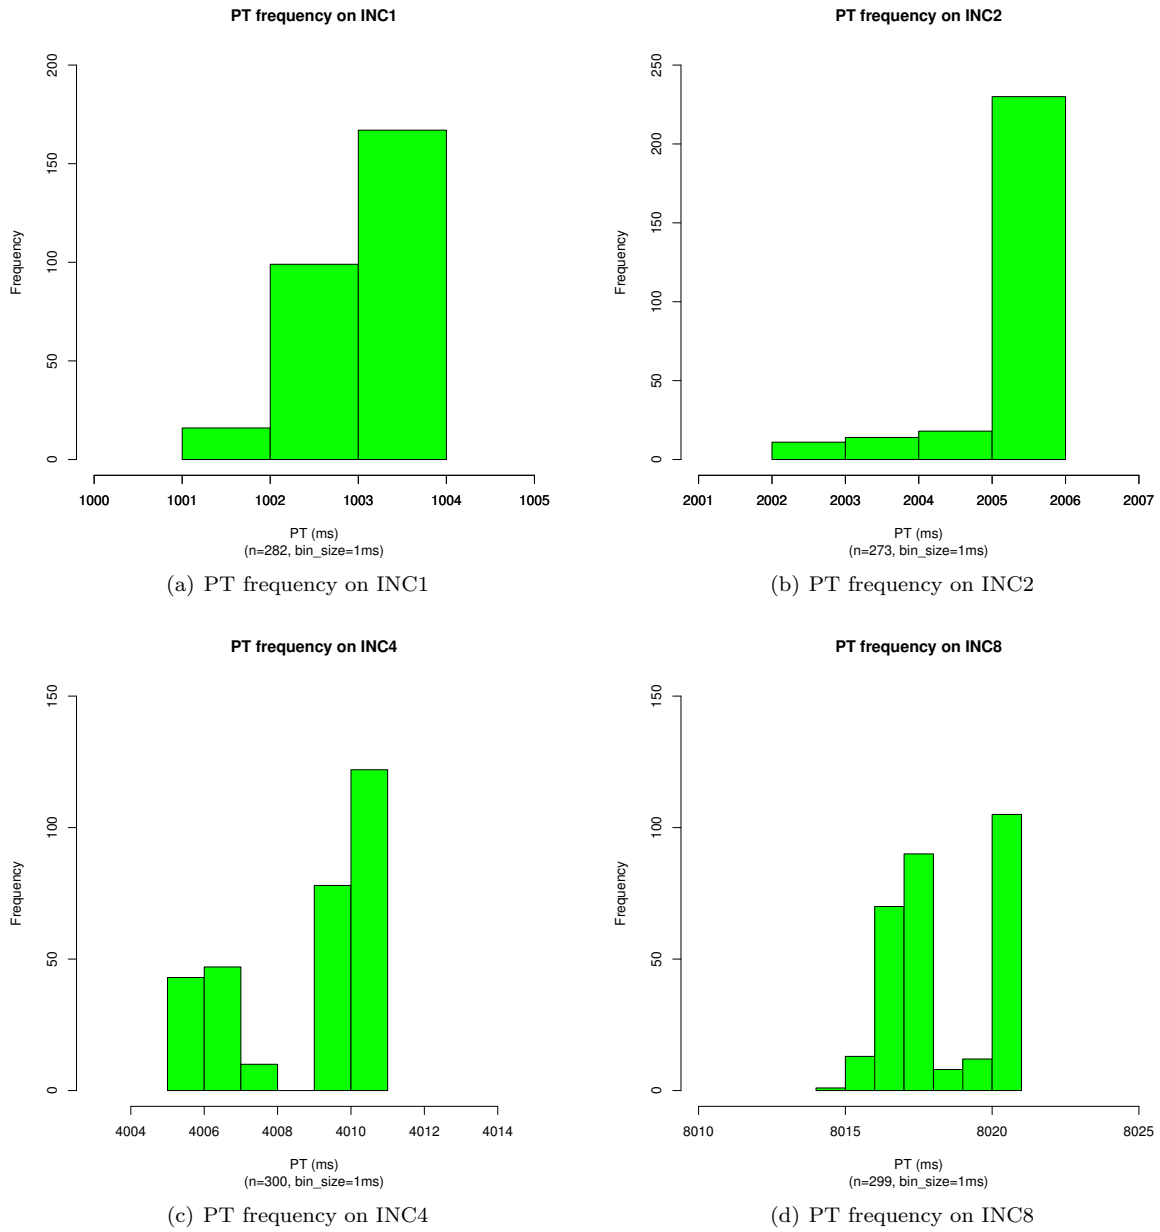 PT frequency on INC1
200
150
100
50
0
Frequency
1000 1001 1002 1003 1004 1005
PT (ms)
(n=282, bin_size=1ms)
(a) PT frequency on INC1
PT frequency on INC2
250
200
150
100
50
0
Frequency
2001 2002 2003 2004 2005 2006 2007
PT (ms)
(n=273, bin_size=1ms)
(b) PT frequency on INC2
PT frequency on INC4
150
100
50
0
Frequency
4004 4006 4008 4010 4012 4014
PT (ms)
(n=300, bin_size=1ms)
(c) PT frequency on INC4
PT frequency on INC8
150
100
50
0
Frequency
8010 8015 8020 8025
PT (ms)
(n=299, bin_size=1ms)
(d) PT frequency on INC8